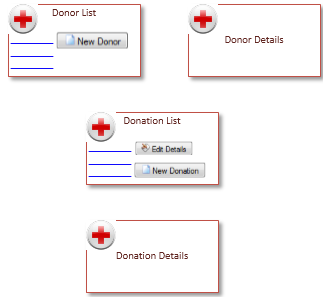 Donor List
New Donor
Donor Details
Donation List
Edit Details
New Donation
Donation Details